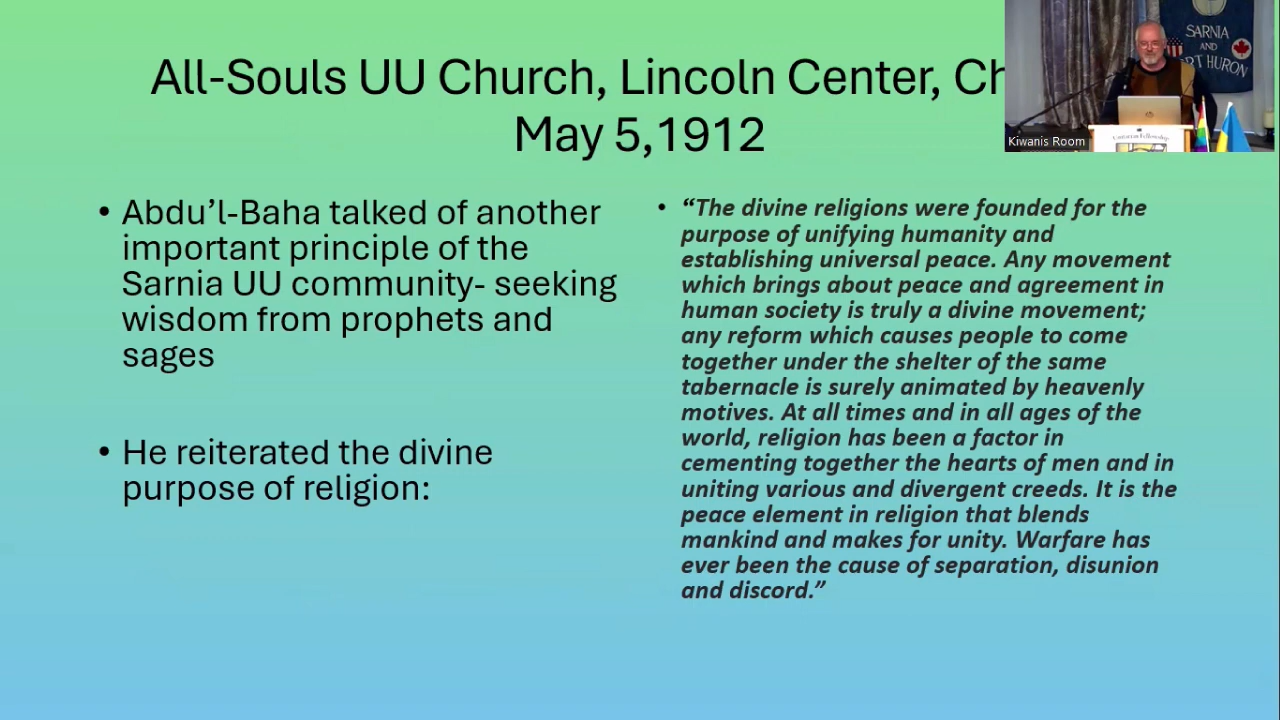 All-Souls UU Church, Lincoln Center, Ch
May 5,1912
SARNIA
AND
RT HURON
Kiwanis Room
• Abdu’l-Baha talked of another
important principle of the
Sarnia UU community- seeking
wisdom from prophets and
sages
• He reiterated the divine
purpose of religion:
• “The divine religions were founded for the
purpose of unifying humanity and
establishing universal peace. Any movement
which brings about peace and agreement in
human society is truly a divine movement;
any reform which causes people to come
together under the shelter of the same
tabernacle is surely animated by heavenly
motives. At all times and in all ages of the
world, religion has been a factor in
cementing together the hearts of men and in
uniting various and divergent creeds. It is the
peace element in religion that blends
mankind and makes for unity. Warfare has
ever been the cause of separation, disunion
and discord.”